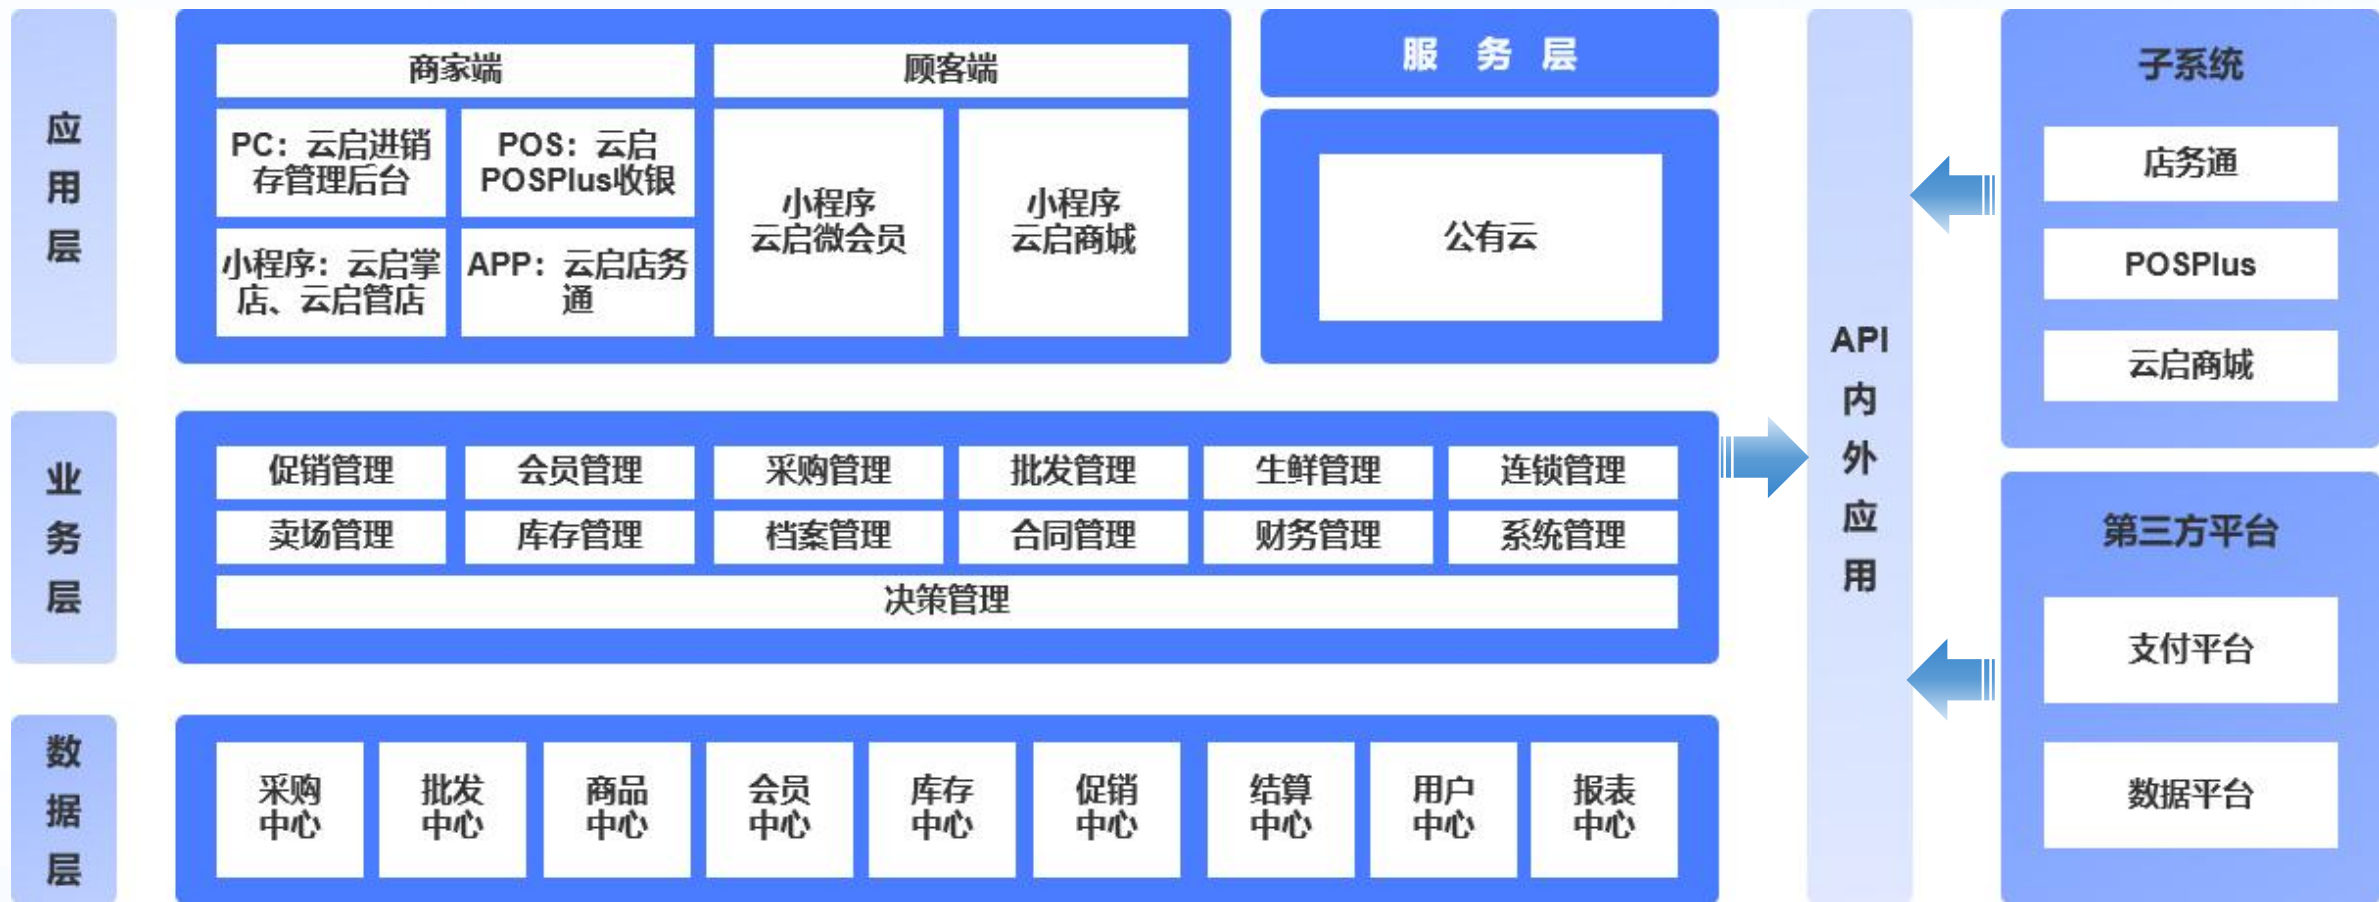 应用层
商家端
顾客端
PC：云启进销
存管理后台
POS：云启
POSPlus收银
小程序：云启掌
店、云启管店
APP：云启店务
通
小程序
云启微会员
小程序
云启商城
服务层
公有云
业务层
促销管理
会员管理
采购管理
批发管理
生鲜管理
连锁管理
卖场管理
库存管理
档案管理
合同管理
财务管理
系统管理
决策管理
数据层
采购
中心
批发
中心
商品
中心
会员
中心
库存
中心
促销
中心
结算
中心
用户
中心
报表
中心
API内外应用
子系统
店务通
POSPlus
云启商城
第三方平台
支付平台
数据平台